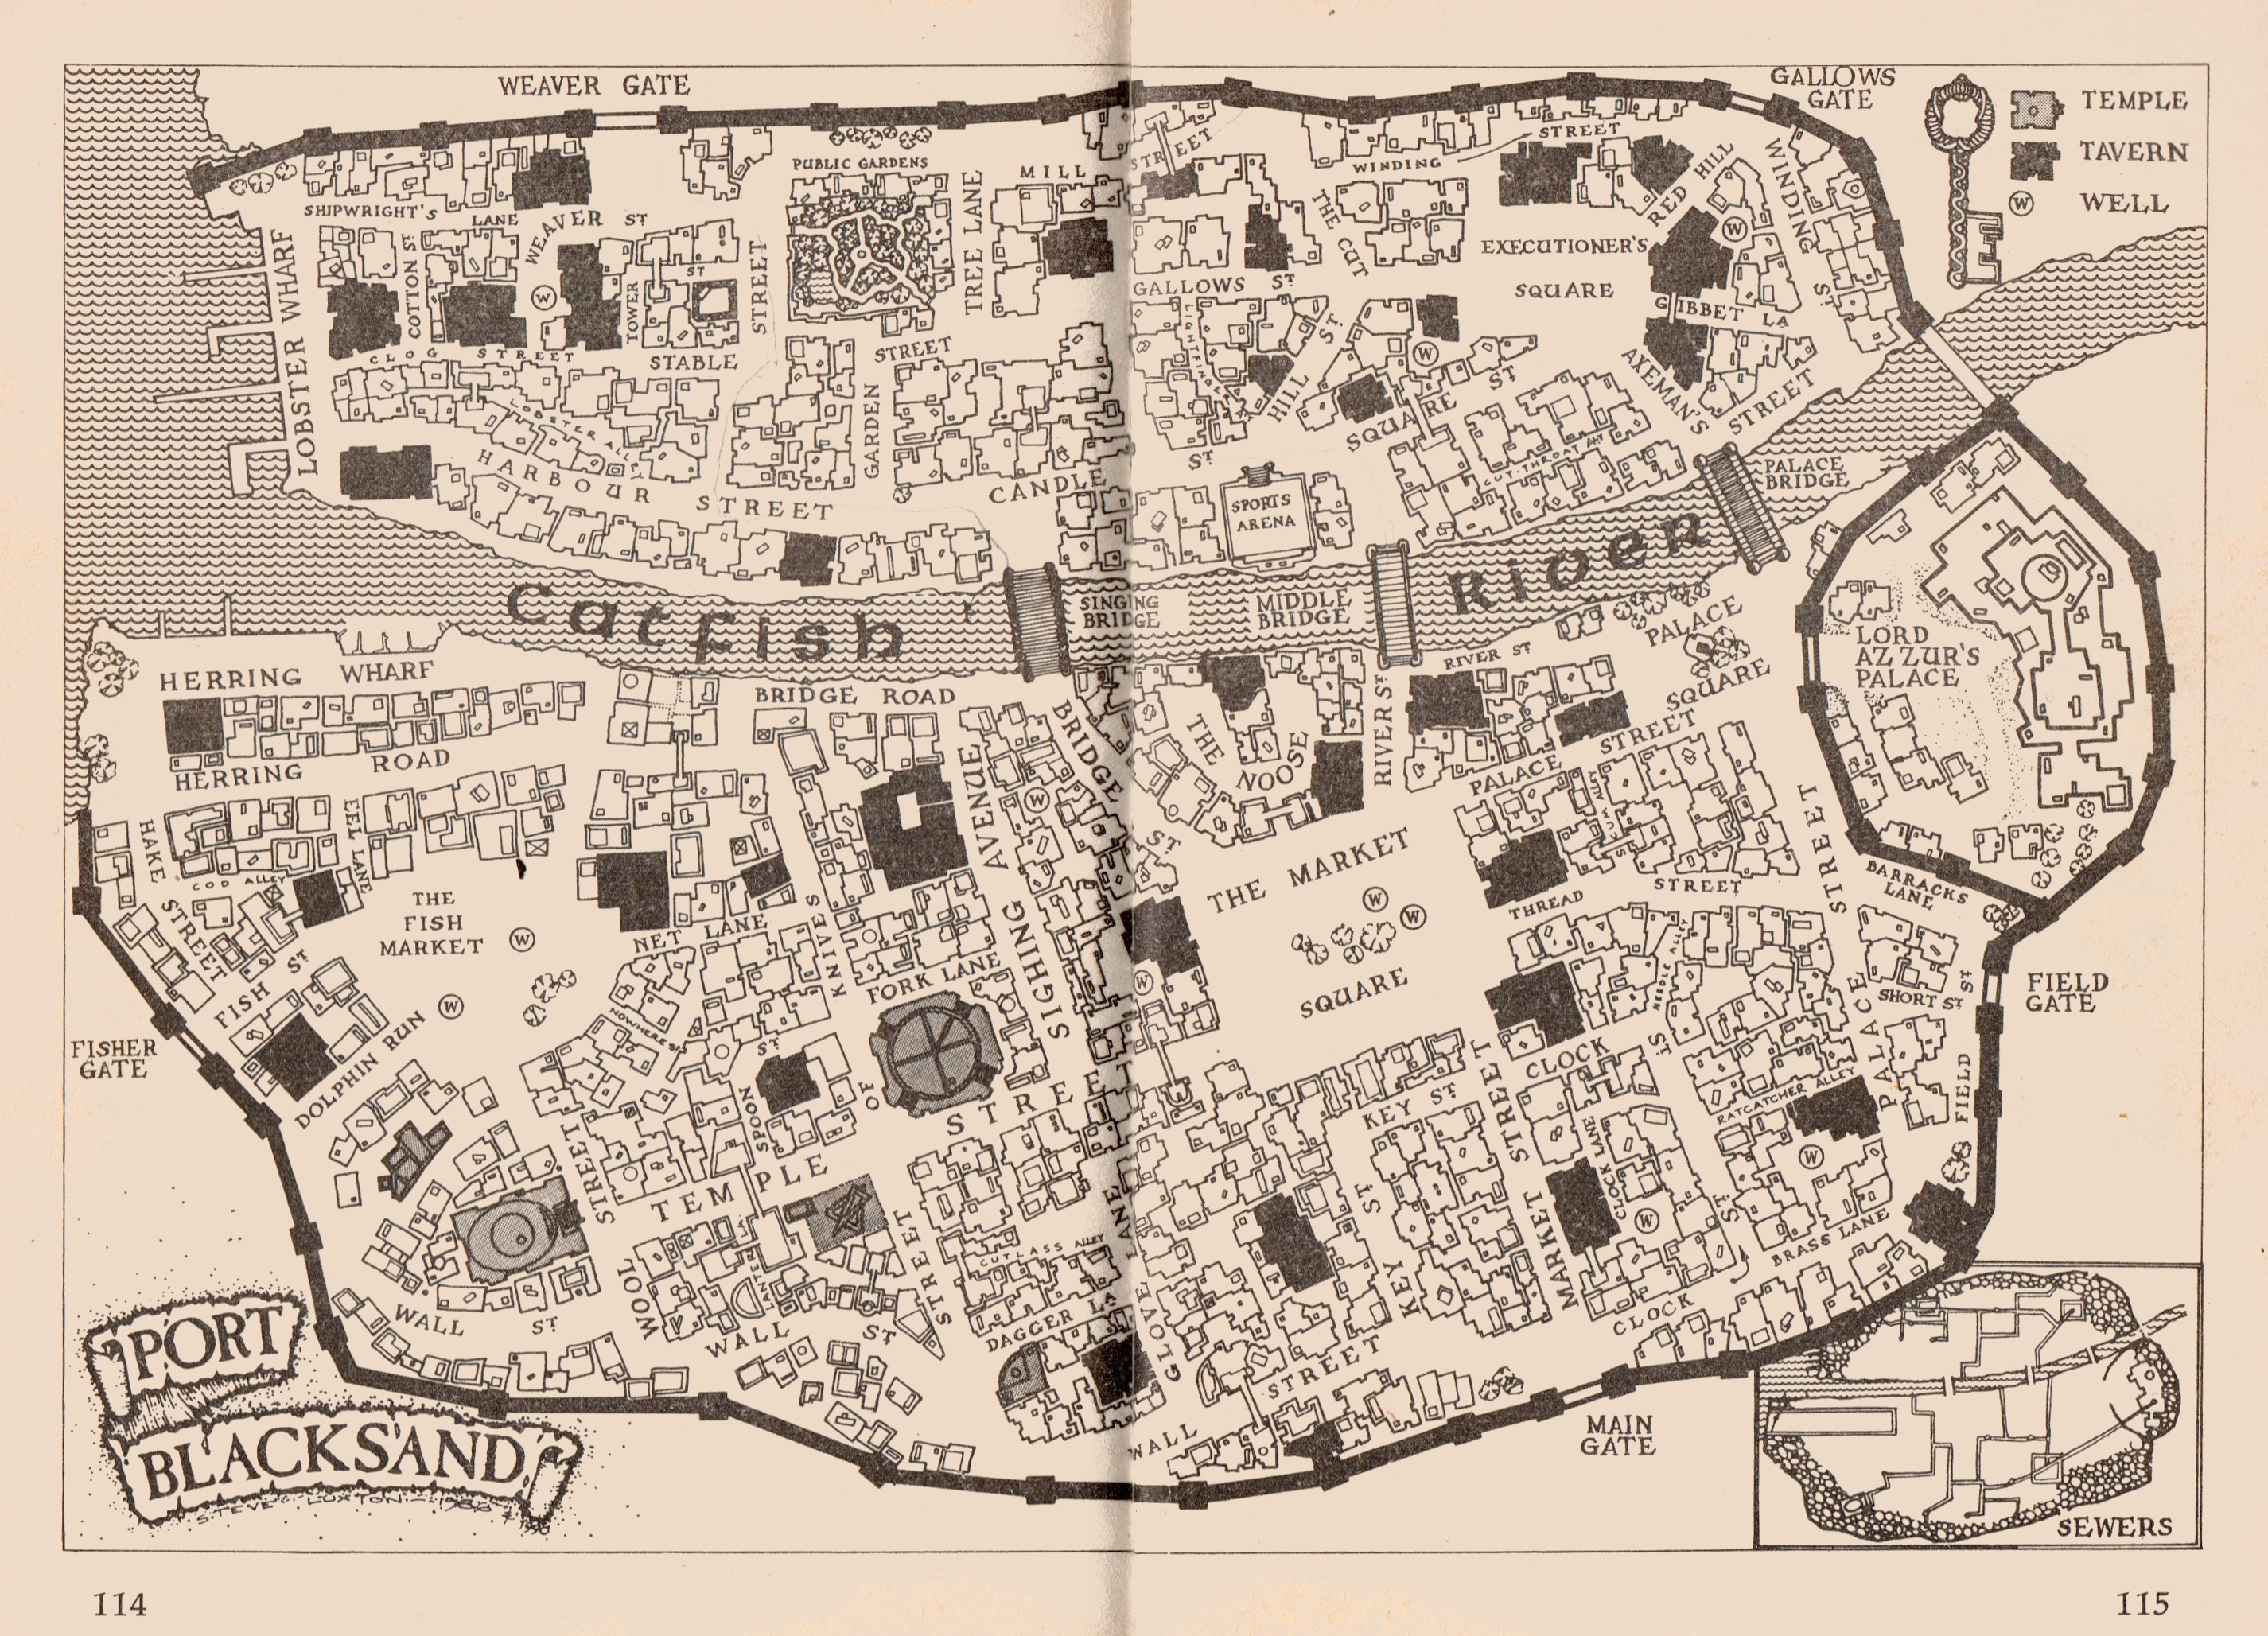 WEAVER GATE
GALLOWS
GATE
TEMPLE
TAVERN
W WELL
PUBLIC GARDENS
MILL
STREET
WINDING
STREET
RED HILL
WINDING
ST
SHIPWRIGHT'S
LANE
WEAVER ST
COTTON ST
W
TOWER
ST
STREET
TREE LANE
THE CUT
EXECUTIONER'S
SQUARE
W
GALLOWS ST
GIBBET LA
LOBSTER WHARF
CLOG STREET
STABLE
STREET
GARDEN
LIGHTFINGER
HILL
ST.
W
SQUARE
ST
AXEMAN'S
STREET
LOBSTER ALLEY
HARBOUR
STREET
CANDLE
ST
SPORTS
ARENA
CUT-THROAT AY
PALACE
BRIDGE
Catfish
River
SINGING
BRIDGE
MIDDLE
BRIDGE
RIVER ST
PALACE
SQUARE
LORD
AZZUR'S
PALACE
HERRING WHARF
BRIDGE ROAD
HERRING
ROAD
AVENUE
BRIDGE
ST
THE
NOOSE
RIVER ST
PALACE
STREET
HAKE
STREET
COD ALLEY
EEL LANE
THE
FISH
MARKET
W
W
FISH
ST
DOLPHIN RUN
FISHER
GATE
NET LANE
KNIVES
OF
STREET
FORK LANE
SIGHING
W
THE MARKET
W
W
SQUARE
W
THREAD
STREET
NEEDLE ALLEY
STREET
PALACE
BARRACKS
LANE
SHORT ST
FIELD
GATE
FIELD
ST
NOWHERE ST
ST
SPOON
STREET
WOOL
TEMPLE
STREET
KEY ST
STREET
MARKET
CLOCK
ST
CLOCK LANE
W
ST
RATCATCHER ALLEY
W
BRASS LANE
CLOCK
KEY
ST
WALL
ST
WALL
ST
CUTLASS ALLEY
DAGGER LA
GLOVE
LANE
WALL
STREET
MAIN
GATE
PORT
BLACKSAND
STEVE LUXTON - 1988
SEWERS
114
115